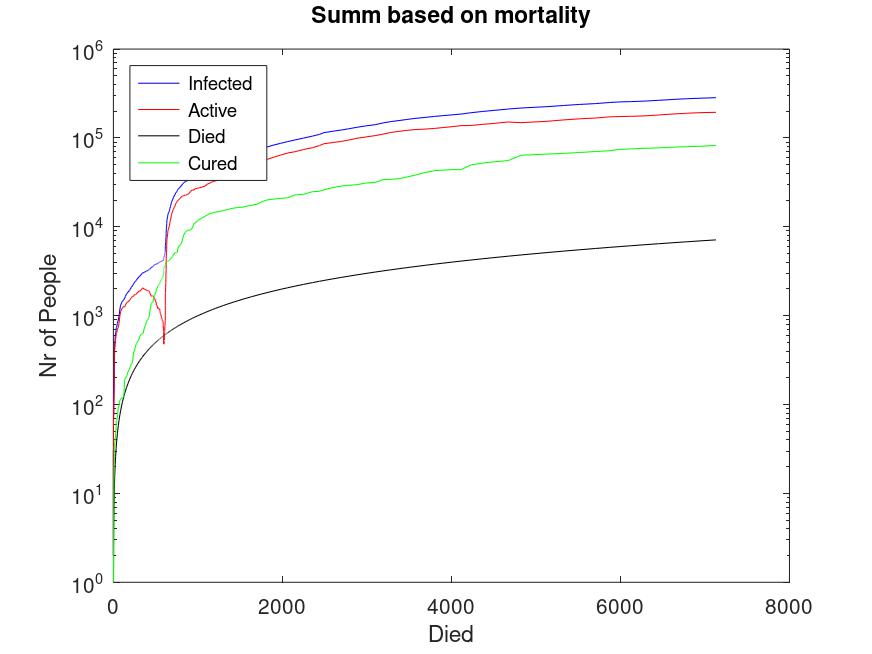 Summ based on mortality
Infected
Active
Died
Cured
Nr of People
10^6
10^5
10^4
10^3
10^2
10^1
10^0
0 2000 4000 6000 8000
Died